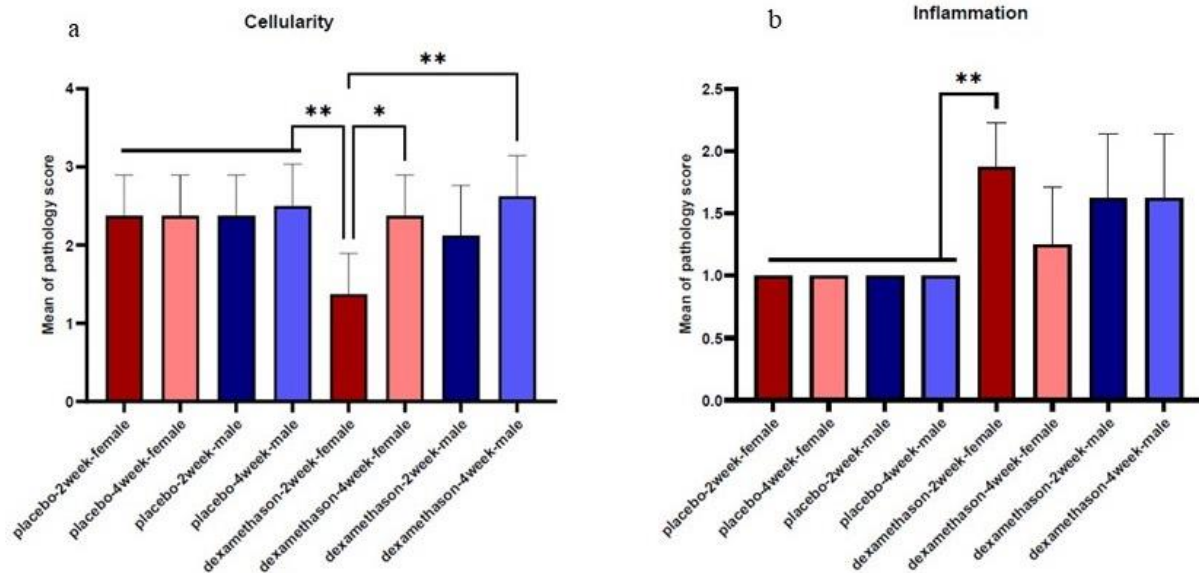 a
Cellularity
Mean of pathology score
4
3
2
1
0
**
*
**
placebo-2week-female
placebo-4week-female
placebo-2week-male
placebo-4week-male
dexamethason-2week-female
dexamethason-4week-female
dexamethason-2week-male
dexamethason-4week-male
b
Inflammation
Mean of pathology score
2.5
2.0
1.5
1.0
0.5
0.0
**
placebo-2week-female
placebo-4week-female
placebo-2week-male
placebo-4week-male
dexamethason-2week-female
dexamethason-4week-female
dexamethason-2week-male
dexamethason-4week-male